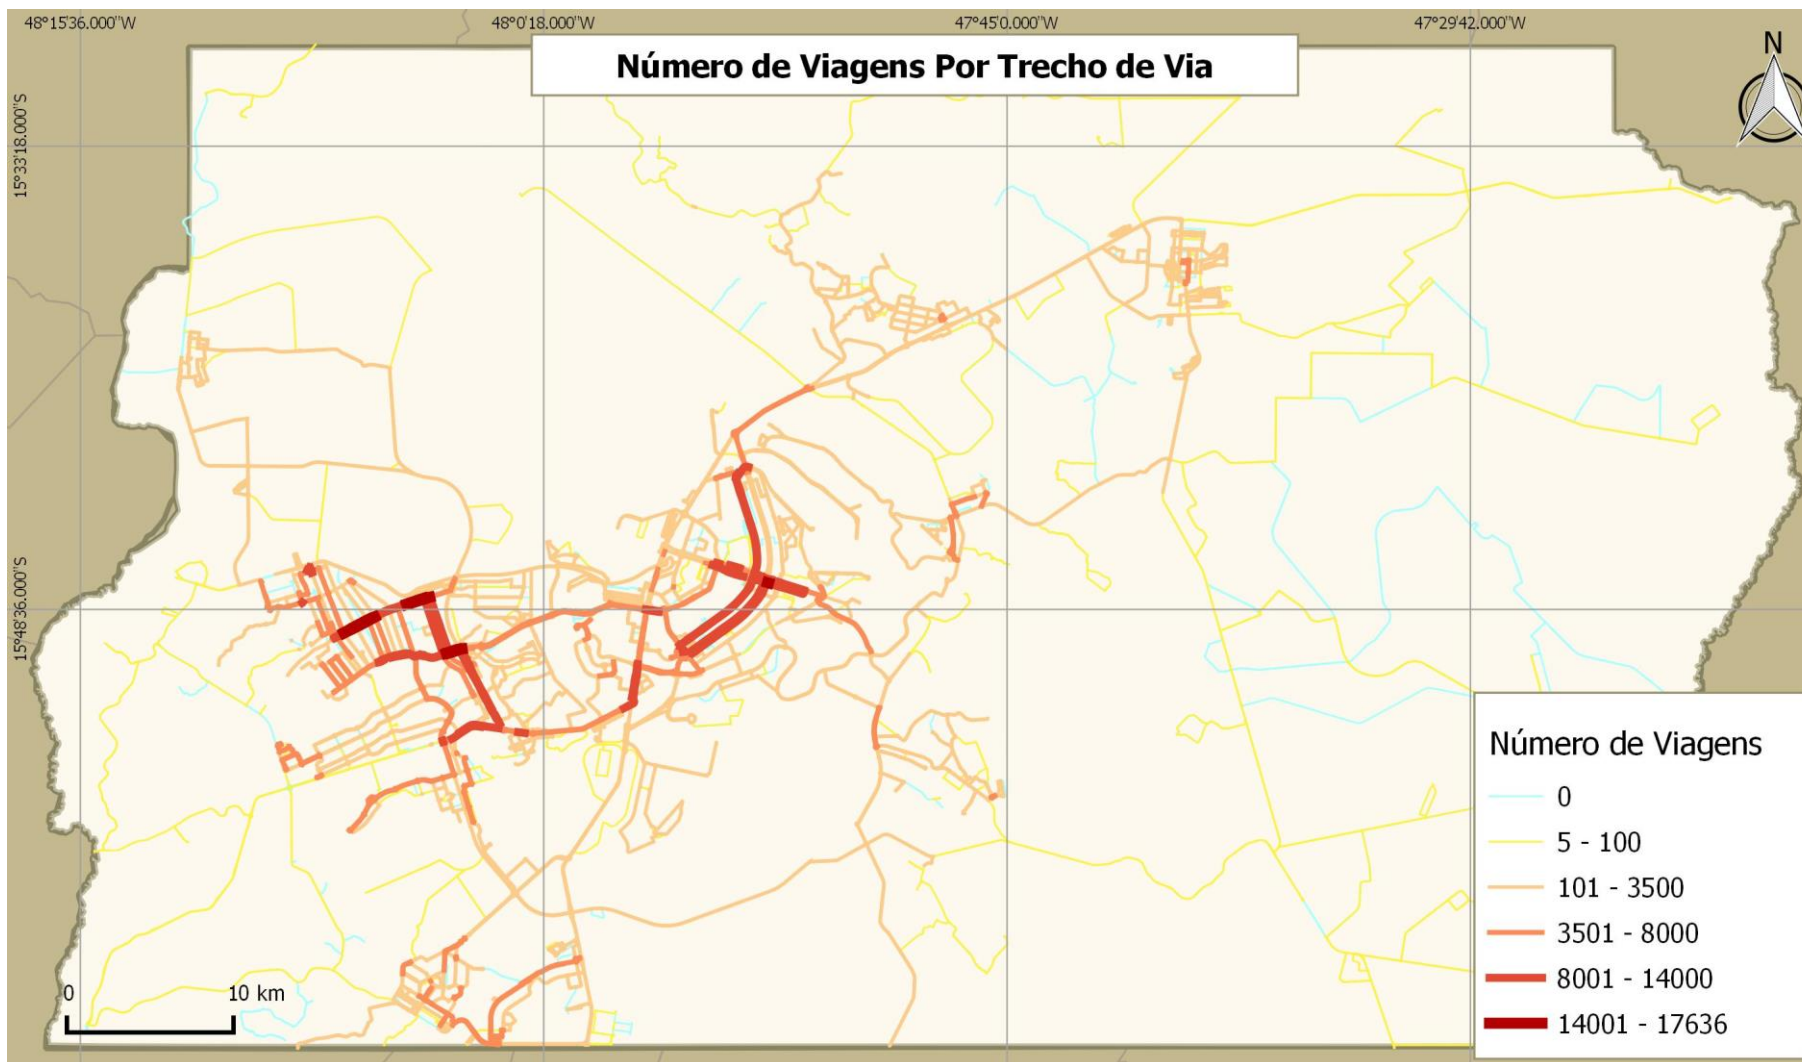 48°15'36.000"W
48°0'18.000"W
47°45'0.000"W
47°29'42.000"W
Número de Viagens Por Trecho de Via
N
15°33'18.000"S
15°48'36.000"S
Número de Viagens
0
5 - 100
101 - 3500
3501 - 8000
8001 - 14000
14001 - 17636
0 10 km